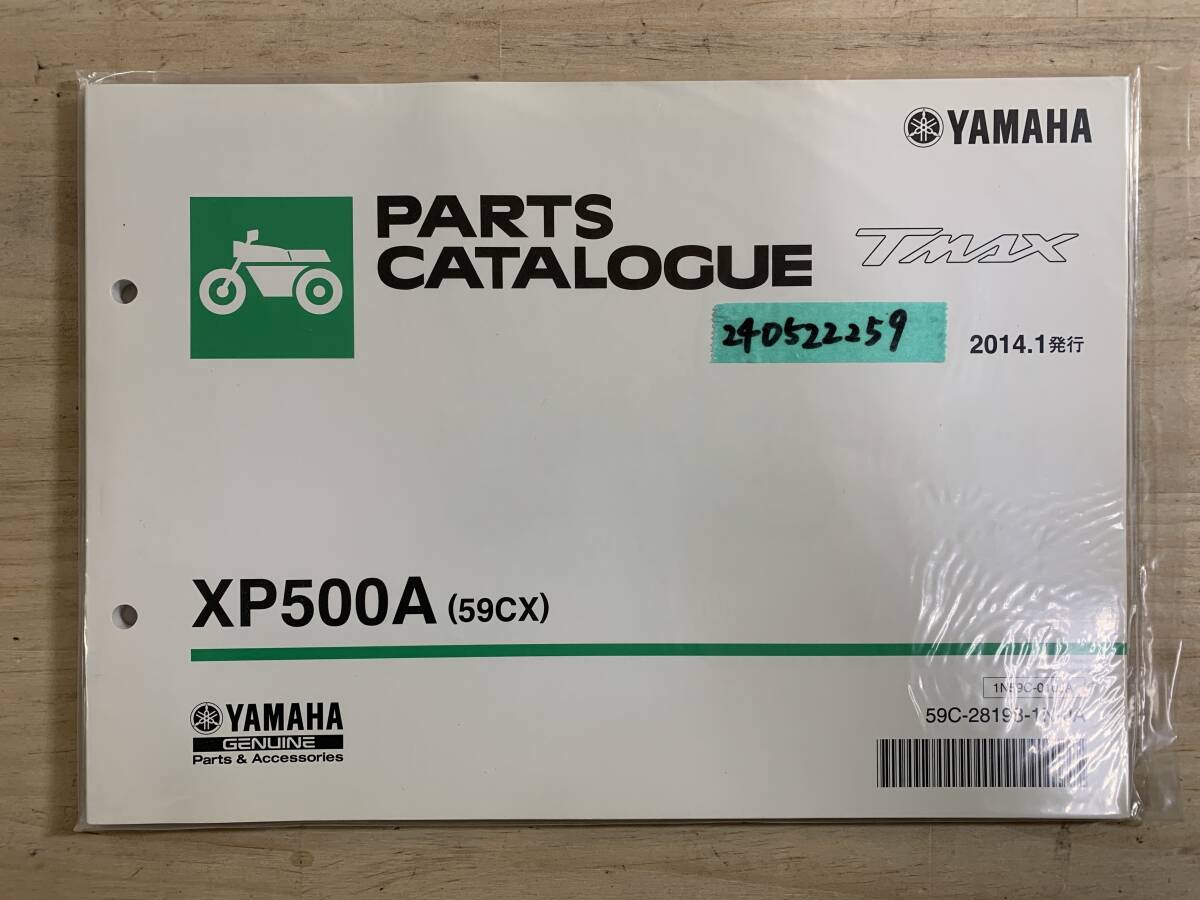 YAMAHA
PARTS
CATALOGUE
TMAX
240522259
2014.1発行
XP500A (59CX)
YAMAHA
GENUINE
Parts & Accessories